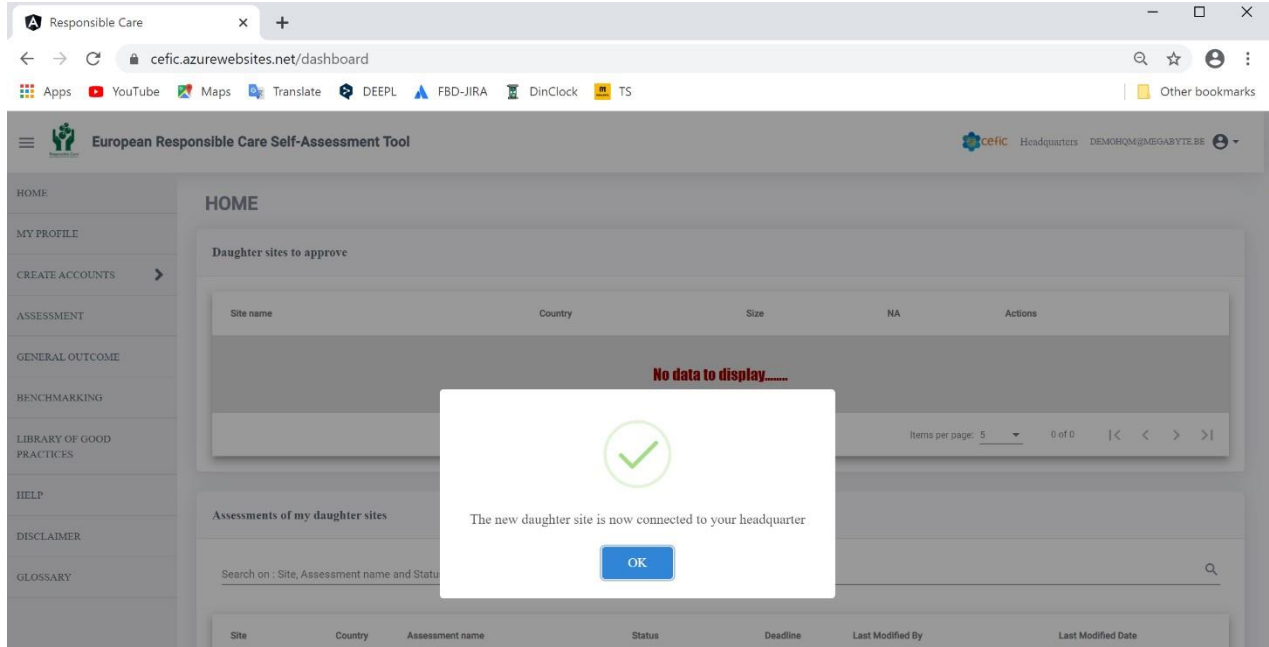 Responsible Care
cefic.azurewebsites.net/dashboard
Apps YouTube Maps Translate DEEPL FBD-JIRA DinClock TS Other bookmarks
European Responsible Care Self-Assessment Tool
cefic Headquarters DEMOHQM@MEGABYTE.BE
HOME
MY PROFILE
CREATE ACCOUNTS
ASSESSMENT
GENERAL OUTCOME
BENCHMARKING
LIBRARY OF GOOD
PRACTICES
HELP
DISCLAIMER
GLOSSARY
HOME
Daughter sites to approve
Site name Country Size NA Actions
No data to display........
Items per page: 5 0 of 0
Assessments of my daughter sites
Search on : Site, Assessment name and Statu
Site Country Assessment name Status Deadline Last Modified By Last Modified Date
The new daughter site is now connected to your headquarter
OK